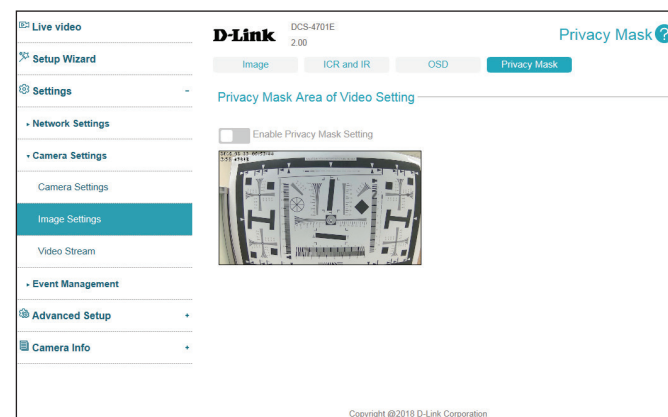 Live video
Setup Wizard
Settings -
Network Settings
Camera Settings
Camera Settings
Image Settings
Video Stream
Event Management
Advanced Setup +
Camera Info +
D-Link DCS-4701E
2.00
Privacy Mask ?
Image ICR and IR OSD Privacy Mask
Privacy Mask Area of Video Setting
Enable Privacy Mask Setting
Copyright @2018 D-Link Corporation